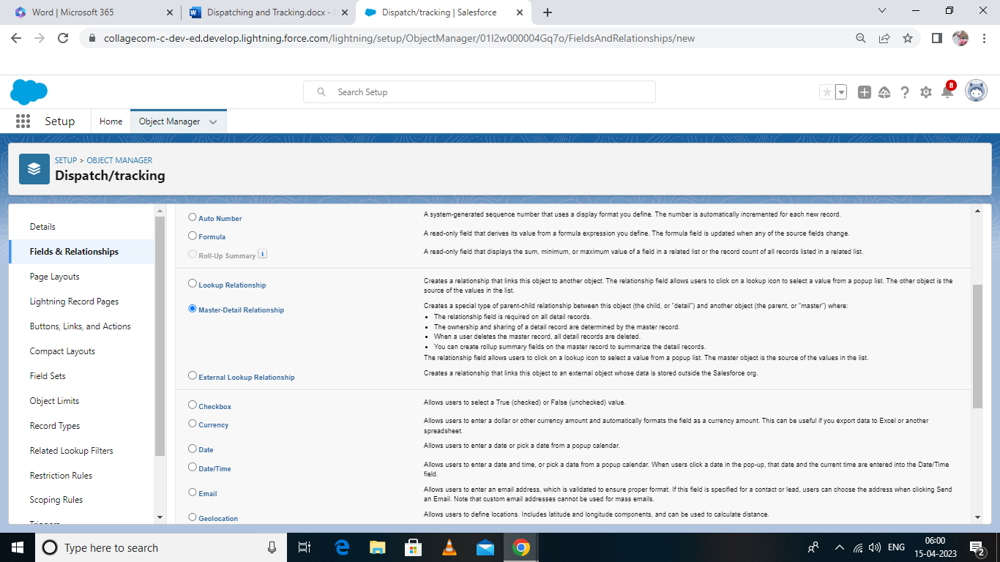 Word | Microsoft 365
Dispatching and Tracking.docx -
Dispatch/tracking | Salesforce
collagecom-c-dev-ed.develop.lightning.force.com/lightning/setup/ObjectManager/01I2w000004Gq7o/FieldsAndRelationships/new
Search Setup
8
Setup
Home
Object Manager
SETUP > OBJECT MANAGER
Dispatch/tracking
Details
Fields & Relationships
Page Layouts
Lightning Record Pages
Buttons, Links, and Actions
Compact Layouts
Field Sets
Object Limits
Record Types
Related Lookup Filters
Restriction Rules
Scoping Rules
Triggers
Auto Number
A system-generated sequence number that uses a display format you define. The number is automatically incremented for each new record.
Formula
A read-only field that derives its value from a formula expression you define. The formula field is updated when any of the source fields change.
Roll-Up Summary
A read-only field that displays the sum, minimum, or maximum value of a field in a related list or the record count of all records listed in a related list.
Lookup Relationship
Creates a relationship that links this object to another object. The relationship field allows users to click on a lookup icon to select a value from a popup list. The other object is the
source of the values in the list.
Master-Detail Relationship
Creates a special type of parent-child relationship between this object (the child, or "detail") and another object (the parent, or "master") where:
• The relationship field is required on all detail records.
• The ownership and sharing of a detail record are determined by the master record.
• When a user deletes the master record, all detail records are deleted.
• You can create rollup summary fields on the master record to summarize the detail records.
The relationship field allows users to click on a lookup icon to select a value from a popup list. The master object is the source of the values in the list.
External Lookup Relationship
Creates a relationship that links this object to an external object whose data is stored outside the Salesforce org.
Checkbox
Allows users to select a True (checked) or False (unchecked) value.
Currency
Allows users to enter a dollar or other currency amount and automatically formats the field as a currency amount. This can be useful if you export data to Excel or another
spreadsheet.
Date
Allows users to enter a date or pick a date from a popup calendar.
Date/Time
Allows users to enter a date and time, or pick a date from a popup calendar. When users click a date in the pop-up, that date and the current time are entered into the Date/Time
field.
Email
Allows users to enter an email address, which is validated to ensure proper format. If this field is specified for a contact or lead, users can choose the address when clicking Send
an Email. Note that custom email addresses cannot be used for mass emails.
Geolocation
Allows users to define locations. Includes latitude and longitude components, and can be used to calculate distance.
Type here to search
ENG
06:00
15-04-2023
2